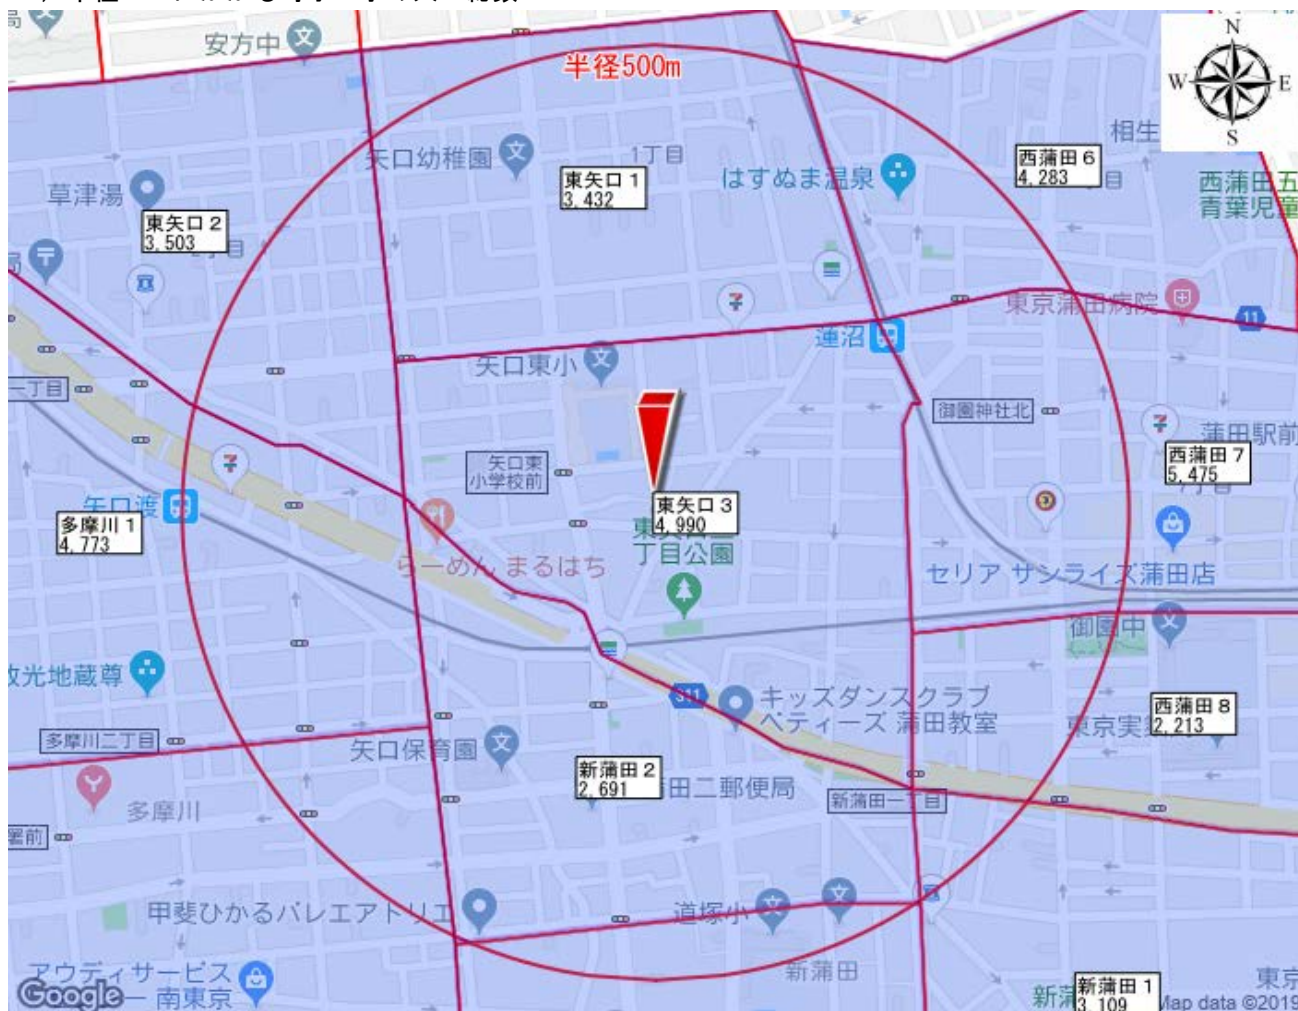 安方中
半径500m
N
W
E
S
矢口幼稚園
1丁目
相生
草津湯
東矢口1
3,432
はすぬま温泉
西蒲田6
4,283
西蒲田五
青葉児童
東矢口2
3,503
東京蒲田病院
11
蓮沼
矢口東小
御園神社北
蒲田駅前
一丁目
矢口東
小学校前
西蒲田7
5,475
矢口渡
多摩川1
4,773
東矢口3
4,990
丁目公園
らーめん まるはち
セリア サンライズ蒲田店
御園中
放光地蔵尊
311
キッズダンスクラブ
ベティーズ 蒲田教室
西蒲田8
2,213
東京実
多摩川二丁目
矢口保育園
新蒲田2
2,691
田二郵便局
新蒲田一丁目
多摩川
署前
甲斐ひかるバレエアトリエ
道塚小
新蒲田
アウディサービス
南東京
Google
新蒲田1
3,109
東京
Map data ©2019